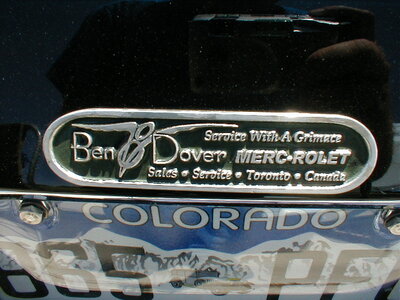 Ben & Dover
Service With A Grimace
MERC-ROLET
Sales • Service • Toronto • Canada
COLORADO